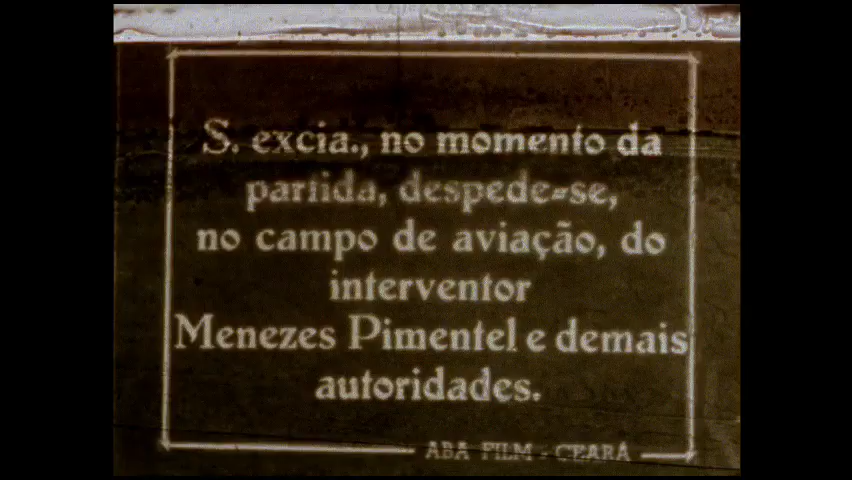 S. excia., no momento da
partida, despede-se,
no campo de aviação, do
interventor
Menezes Pimentel e demais
autoridades.
ABA FILM - CEARÁ